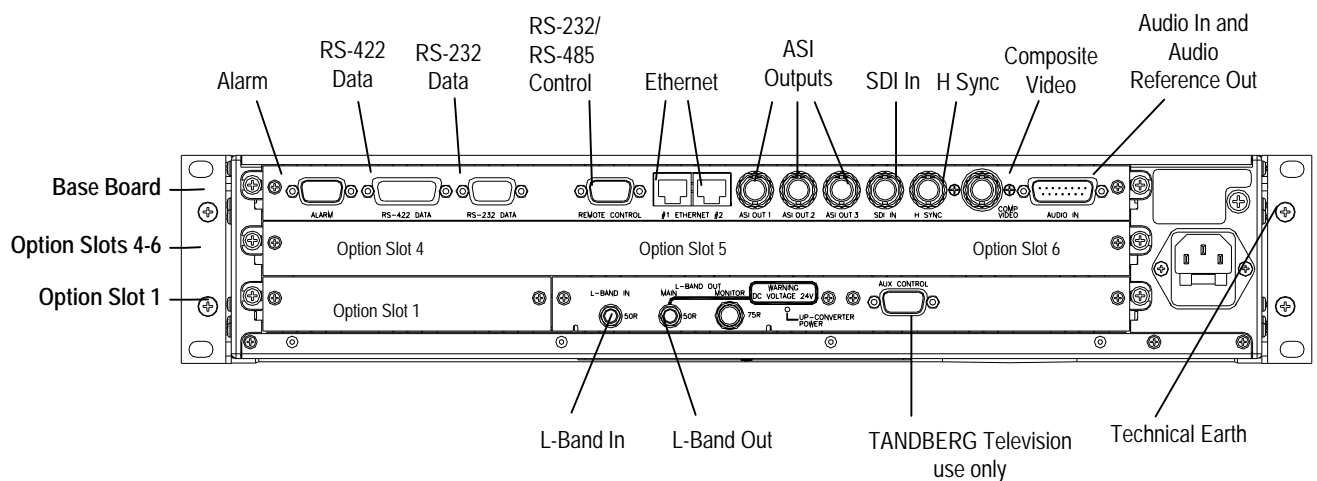 Alarm
RS-422
Data
RS-232
Data
RS-232/
RS-485
Control
Ethernet
ASI
Outputs
SDI In
H Sync
Composite
Video
Audio In and
Audio
Reference Out
Base Board
ALARM
RS-422 DATA
RS-232 DATA
REMOTE CONTROL
#1 ETHERNET #2
ASI OUT 1
ASI OUT 2
ASI OUT 3
SDI IN
H SYNC
COMP
VIDEO
AUDIO IN
Option Slots 4-6
Option Slot 4
Option Slot 5
Option Slot 6
Option Slot 1
Option Slot 1
L-BAND IN
50R
L-BAND OUT
MAIN
MONITOR
50R
75R
WARNING
DC VOLTAGE 24V
UP-CONVERTER
POWER
AUX CONTROL
L-Band In
L-Band Out
TANDBERG Television
use only
Technical Earth